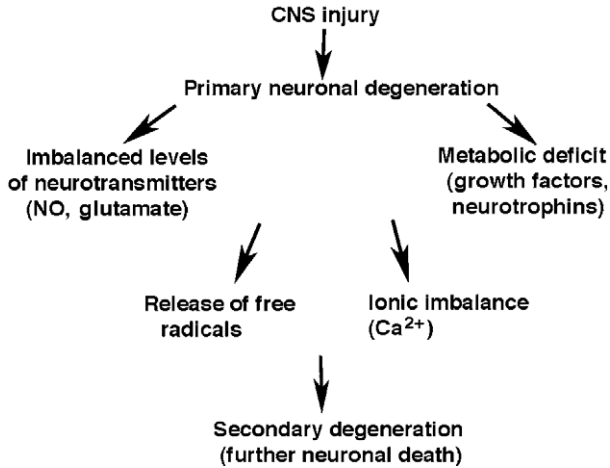 CNS injury
Primary neuronal degeneration
Imbalanced levels
of neurotransmitters
(NO, glutamate)
Metabolic deficit
(growth factors,
neurotrophins)
Release of free
radicals
Ionic imbalance
(Ca²⁺)
Secondary degeneration
(further neuronal death)